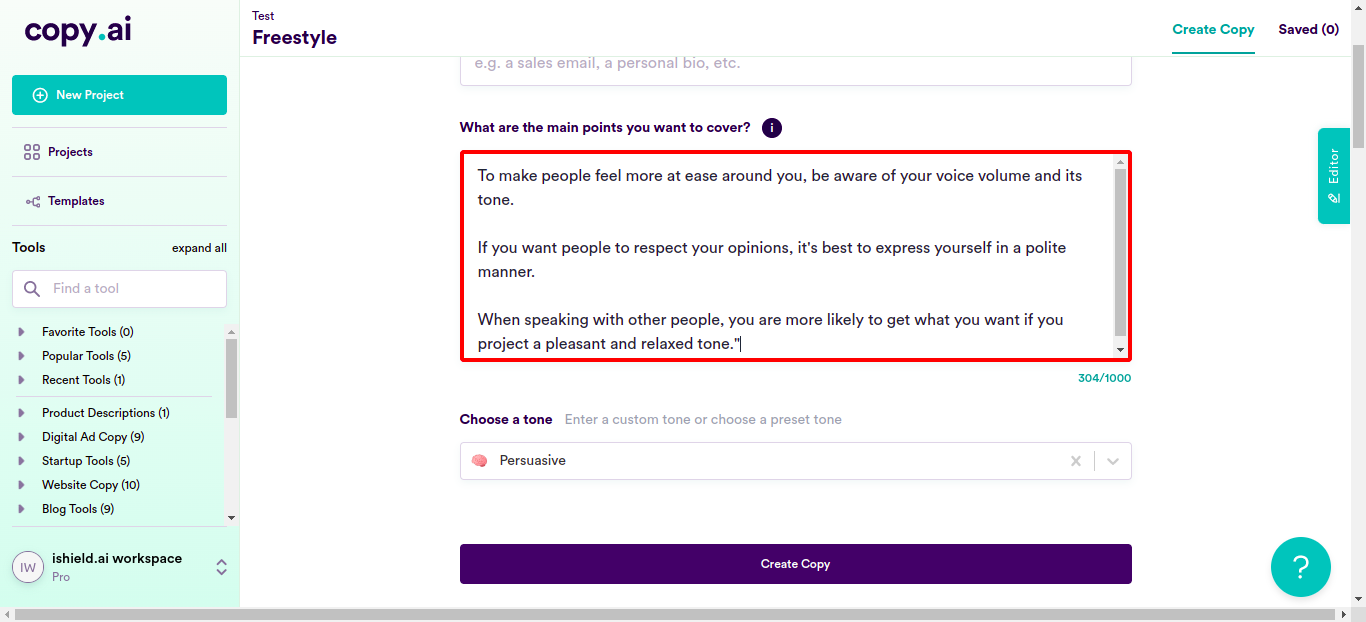 copy.ai
New Project
Projects
Templates
Tools expand all
Find a tool
Favorite Tools (0)
Popular Tools (5)
Recent Tools (1)
Product Descriptions (1)
Digital Ad Copy (9)
Startup Tools (5)
Website Copy (10)
Blog Tools (9)
IW
ishield.ai workspace
Pro
Test
Freestyle
Create Copy Saved (0)
e.g. a sales email, a personal bio, etc.
What are the main points you want to cover? i
To make people feel more at ease around you, be aware of your voice volume and its
tone.
If you want people to respect your opinions, it's best to express yourself in a polite
manner.
When speaking with other people, you are more likely to get what you want if you
project a pleasant and relaxed tone."
304/1000
Choose a tone Enter a custom tone or choose a preset tone
Persuasive
Create Copy
Editor
?